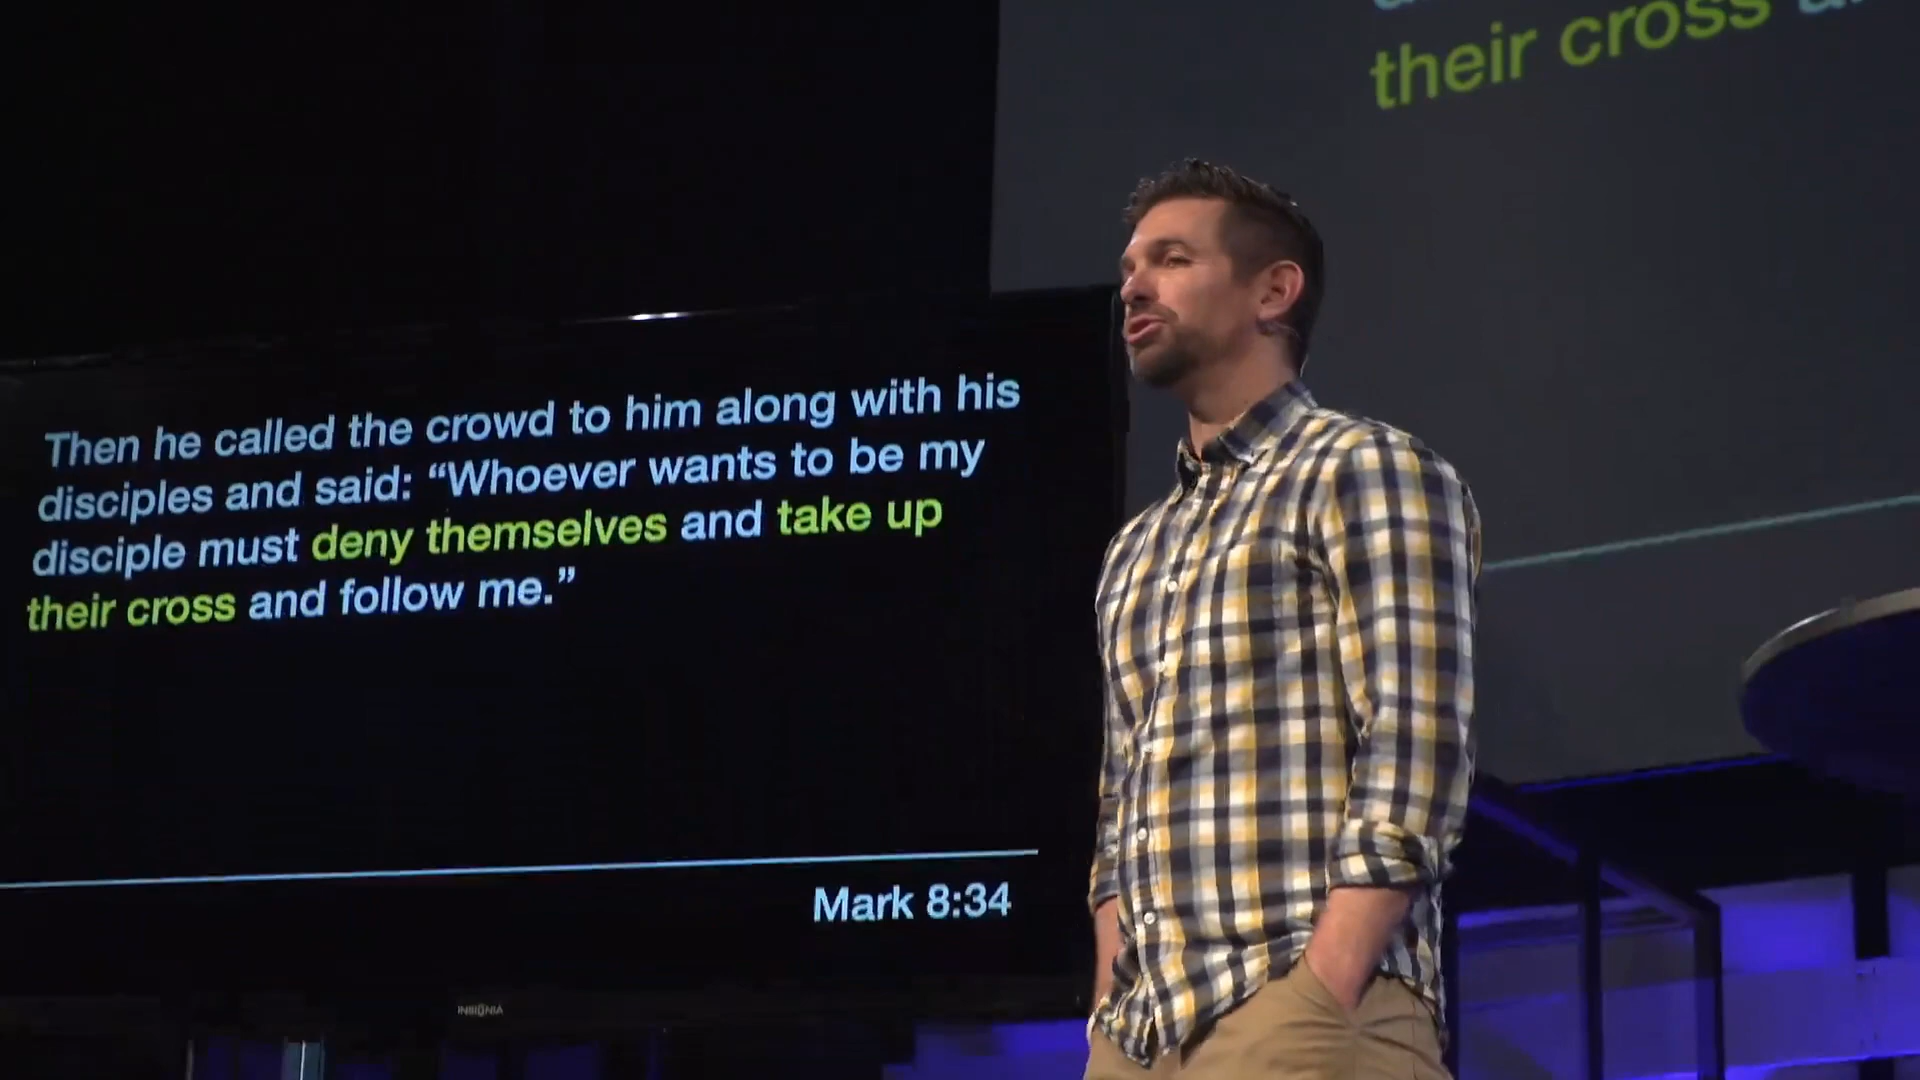 Then he called the crowd to him along with his
disciples and said: “Whoever wants to be my
disciple must deny themselves and take up
their cross and follow me.”
Mark 8:34
INSIGNIA
their cross